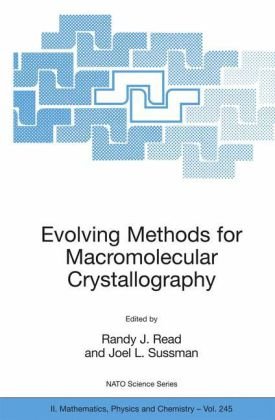 Evolving Methods for
Macromolecular
Crystallography
Edited by
Randy J. Read
and Joel L. Sussman
NATO Science Series
II. Mathematics, Physics and Chemistry – Vol. 245